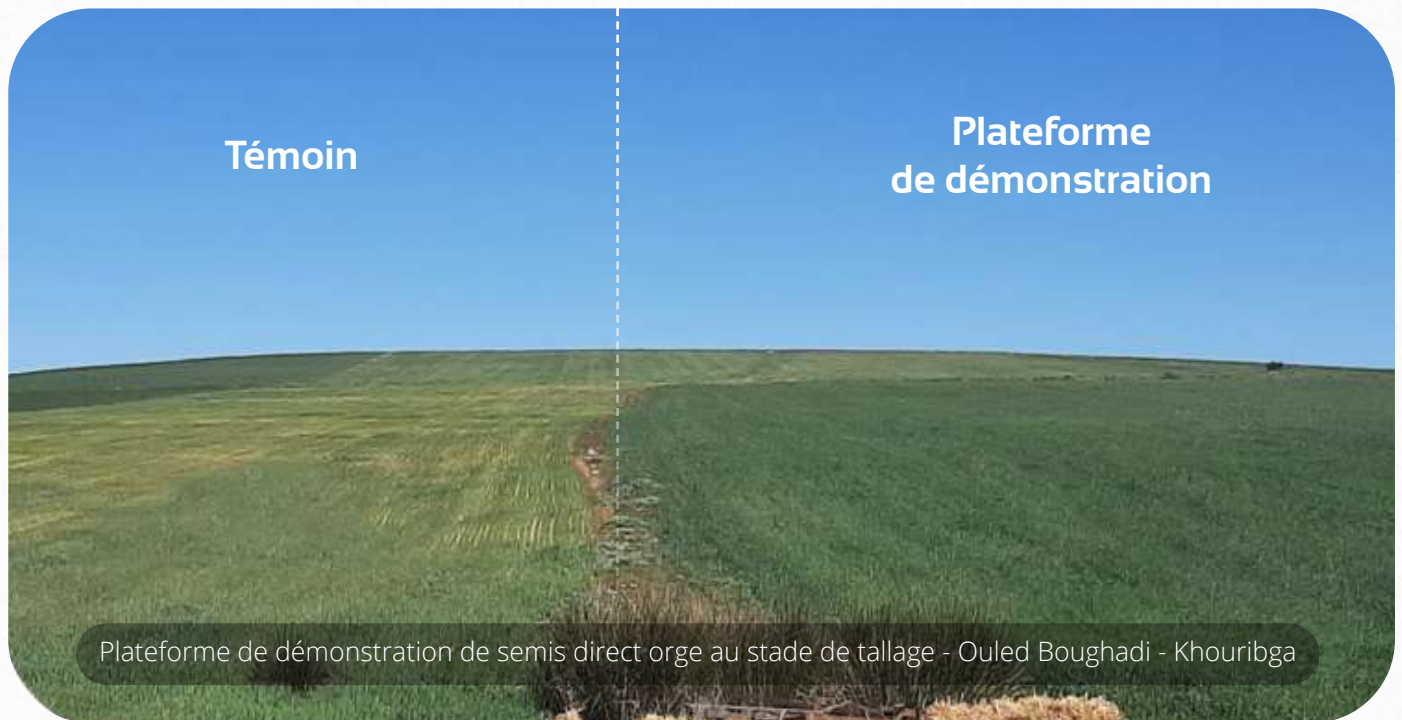 Témoin
Plateforme
de démonstration
Plateforme de démonstration de semis direct orge au stade de tallage - Ouled Boughadi - Khouribga